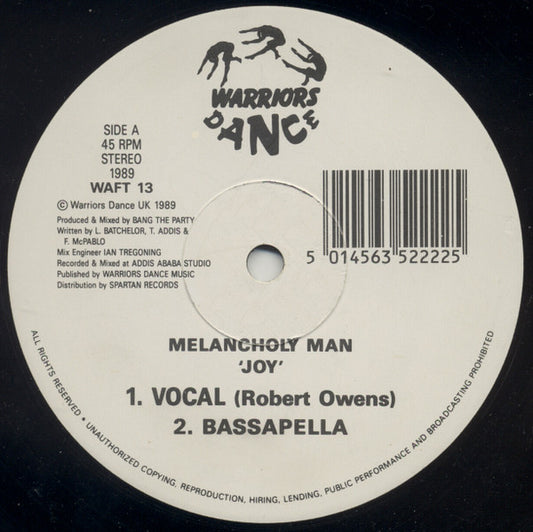 WARRIORS
DANCE
SIDE A
45 RPM
STEREO
1989
WAFT 13
© Warriors Dance UK 1989
Produced & Mixed by BANG THE PARTY
Written by L. BATCHELOR, T. ADDIS &
F. McPABLO
Mix Engineer IAN TREGONING
Recorded & Mixed at ADDIS ABABA STUDIO
Published by WARRIORS DANCE MUSIC
Distribution by SPARTAN RECORDS
5 014563 522225
MELANCHOLY MAN
'JOY'
1. VOCAL (Robert Owens)
2. BASSAPELLA
ALL RIGHTS RESERVED • UNAUTHORIZED COPYING, REPRODUCTION, HIRING, LENDING, PUBLIC PERFORMANCE AND BROADCASTING PROHIBITED